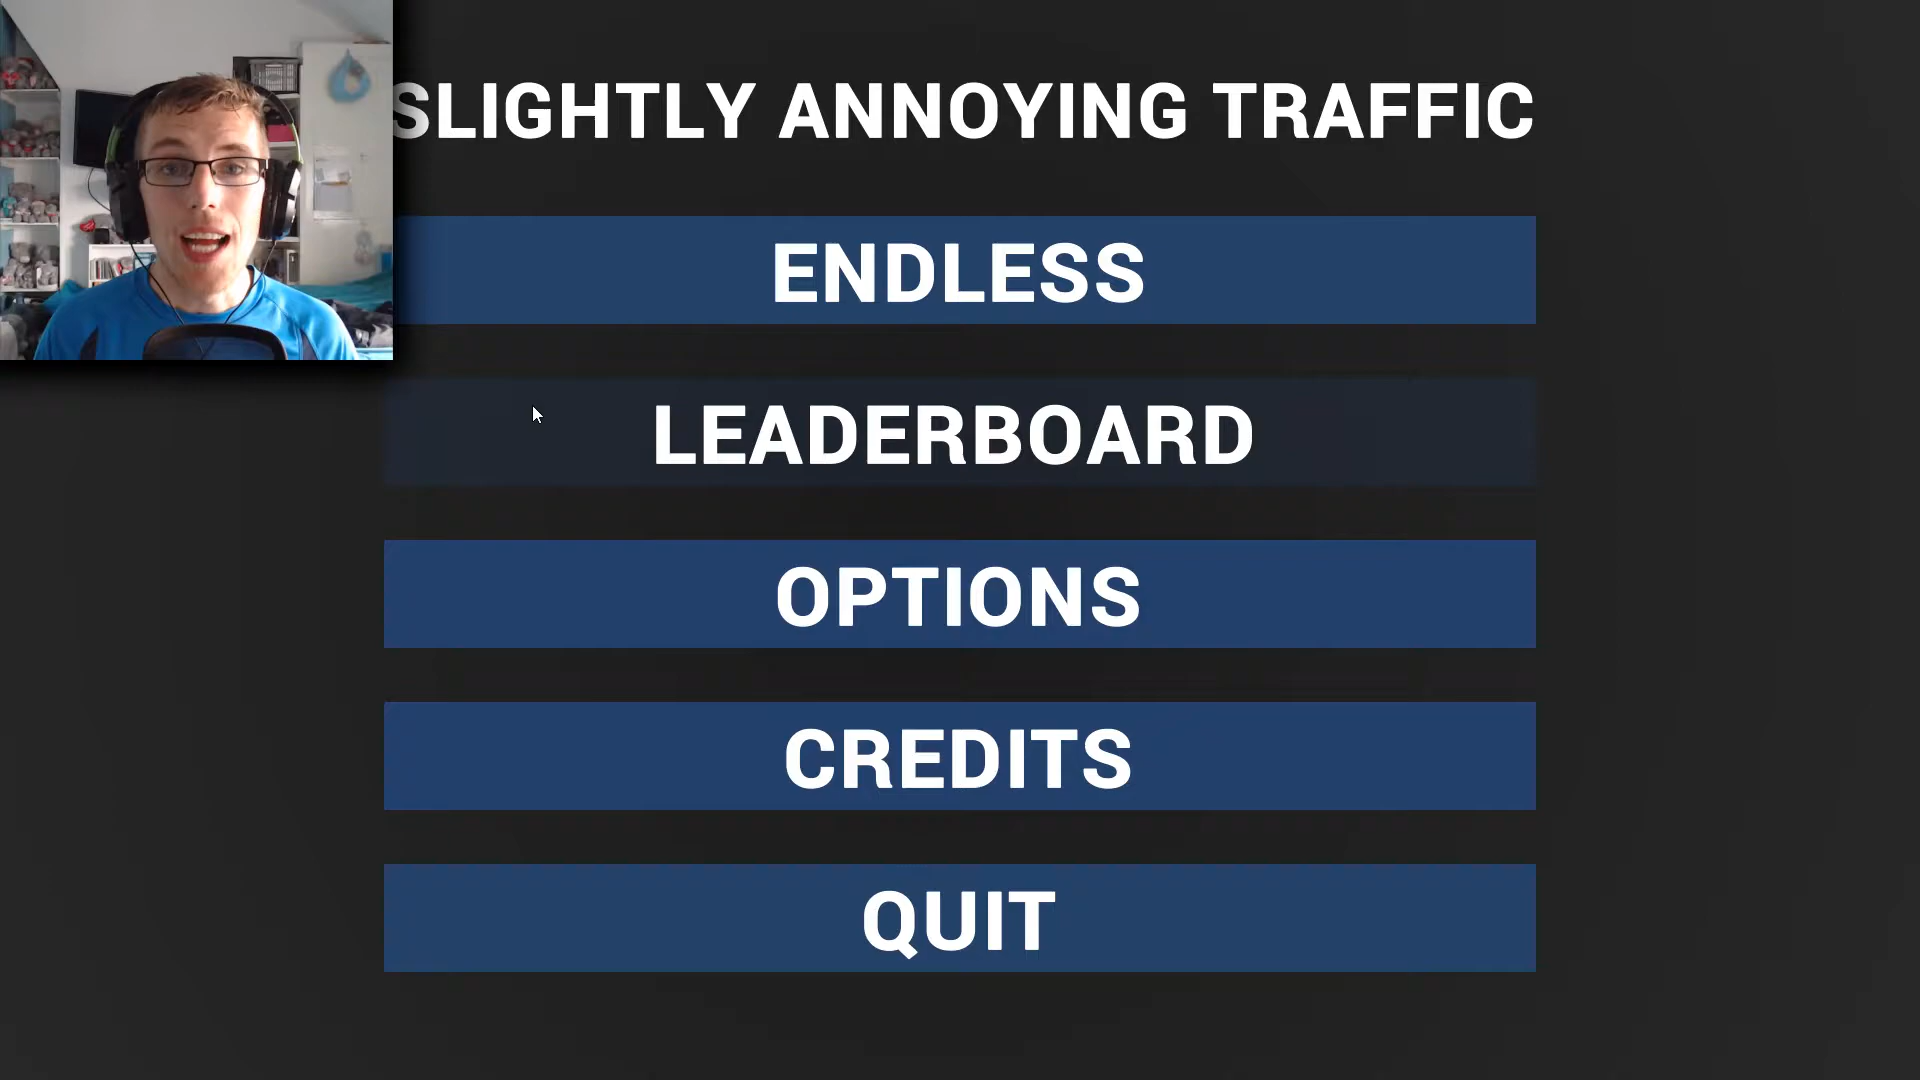 SLIGHTLY ANNOYING TRAFFIC
ENDLESS
LEADERBOARD
OPTIONS
CREDITS
QUIT